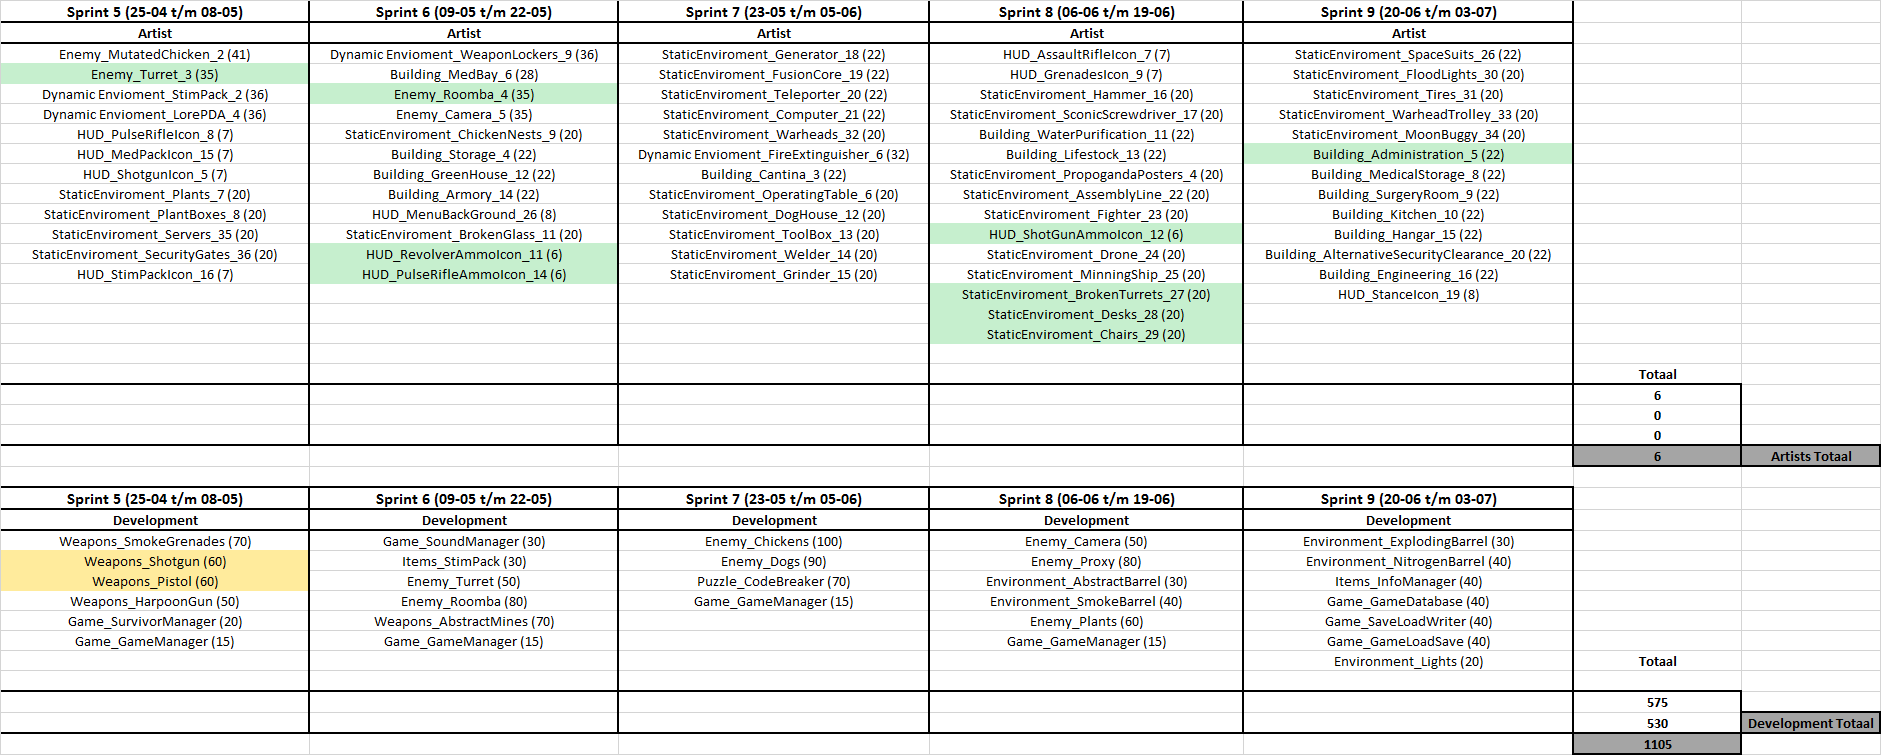 Sprint 5 (25-04 t/m 08-05) Sprint 6 (09-05 t/m 22-05) Sprint 7 (23-05 t/m 05-06) Sprint 8 (06-06 t/m 19-06) Sprint 9 (20-06 t/m 03-07)
Artist Artist Artist Artist Artist
Enemy_MutatedChicken_2 (41) Dynamic Envioment_WeaponLockers_9 (36) StaticEnviroment_Generator_18 (22) HUD_AssaultRifleIcon_7 (7) StaticEnviroment_SpaceSuits_26 (22)
Enemy_Turret_3 (35) Building_MedBay_6 (28) StaticEnviroment_FusionCore_19 (22) HUD_GrenadesIcon_9 (7) StaticEnviroment_FloodLights_30 (20)
Dynamic Envioment_StimPack_2 (36) Enemy_Roomba_4 (35) StaticEnviroment_Teleporter_20 (22) StaticEnviroment_Hammer_16 (20) StaticEnviroment_Tires_31 (20)
Dynamic Envioment_LorePDA_4 (36) Enemy_Camera_5 (35) StaticEnviroment_Computer_21 (22) StaticEnviroment_SconicScrewdriver_17 (20) StaticEnviroment_WarheadTrolley_33 (20)
HUD_PulseRifleIcon_8 (7) StaticEnviroment_ChickenNests_9 (20) StaticEnviroment_Warheads_32 (20) Building_WaterPurification_11 (22) StaticEnviroment_MoonBuggy_34 (20)
HUD_MedPackIcon_15 (7) Building_Storage_4 (22) Dynamic Envioment_FireExtinguisher_6 (32) Building_Lifestock_13 (22) Building_Administration_5 (22)
HUD_ShotgunIcon_5 (7) Building_GreenHouse_12 (22) Building_Cantina_3 (22) StaticEnviroment_PropogandaPosters_4 (20) Building_MedicalStorage_8 (22)
StaticEnviroment_Plants_7 (20) Building_Armory_14 (22) StaticEnviroment_OperatingTable_6 (20) StaticEnviroment_AssemblyLine_22 (20) Building_SurgeryRoom_9 (22)
StaticEnviroment_PlantBoxes_8 (20) HUD_MenuBackGround_26 (8) StaticEnviroment_DogHouse_12 (20) StaticEnviroment_Fighter_23 (20) Building_Kitchen_10 (22)
StaticEnviroment_Servers_35 (20) StaticEnviroment_BrokenGlass_11 (20) StaticEnviroment_ToolBox_13 (20) HUD_ShotGunAmmoIcon_12 (6) Building_Hangar_15 (22)
StaticEnviroment_SecurityGates_36 (20) HUD_RevolverAmmoIcon_11 (6) StaticEnviroment_Welder_14 (20) StaticEnviroment_Drone_24 (20) Building_AlternativeSecurityClearance_20 (22)
HUD_StimPackIcon_16 (7) HUD_PulseRifleAmmoIcon_14 (6) StaticEnviroment_Grinder_15 (20) StaticEnviroment_MinningShip_25 (20) Building_Engineering_16 (22)
StaticEnviroment_BrokenTurrets_27 (20) HUD_StanceIcon_19 (8)
StaticEnviroment_Desks_28 (20)
StaticEnviroment_Chairs_29 (20)
Totaal
6
0
0
6 Artists Totaal
Sprint 5 (25-04 t/m 08-05) Sprint 6 (09-05 t/m 22-05) Sprint 7 (23-05 t/m 05-06) Sprint 8 (06-06 t/m 19-06) Sprint 9 (20-06 t/m 03-07)
Development Development Development Development Development
Weapons_SmokeGrenades (70) Game_SoundManager (30) Enemy_Chickens (100) Enemy_Camera (50) Environment_ExplodingBarrel (30)
Weapons_Shotgun (60) Items_StimPack (30) Enemy_Dogs (90) Enemy_Proxy (80) Environment_NitrogenBarrel (40)
Weapons_Pistol (60) Enemy_Turret (50) Puzzle_CodeBreaker (70) Environment_AbstractBarrel (30) Items_InfoManager (40)
Weapons_HarpoonGun (50) Enemy_Roomba (80) Game_GameManager (15) Environment_SmokeBarrel (40) Game_GameDatabase (40)
Game_SurvivorManager (20) Weapons_AbstractMines (70) Enemy_Plants (60) Game_SaveLoadWriter (40)
Game_GameManager (15) Game_GameManager (15) Game_GameManager (15) Game_GameLoadSave (40)
Environment_Lights (20) Totaal
575
530 Development Totaal
1105